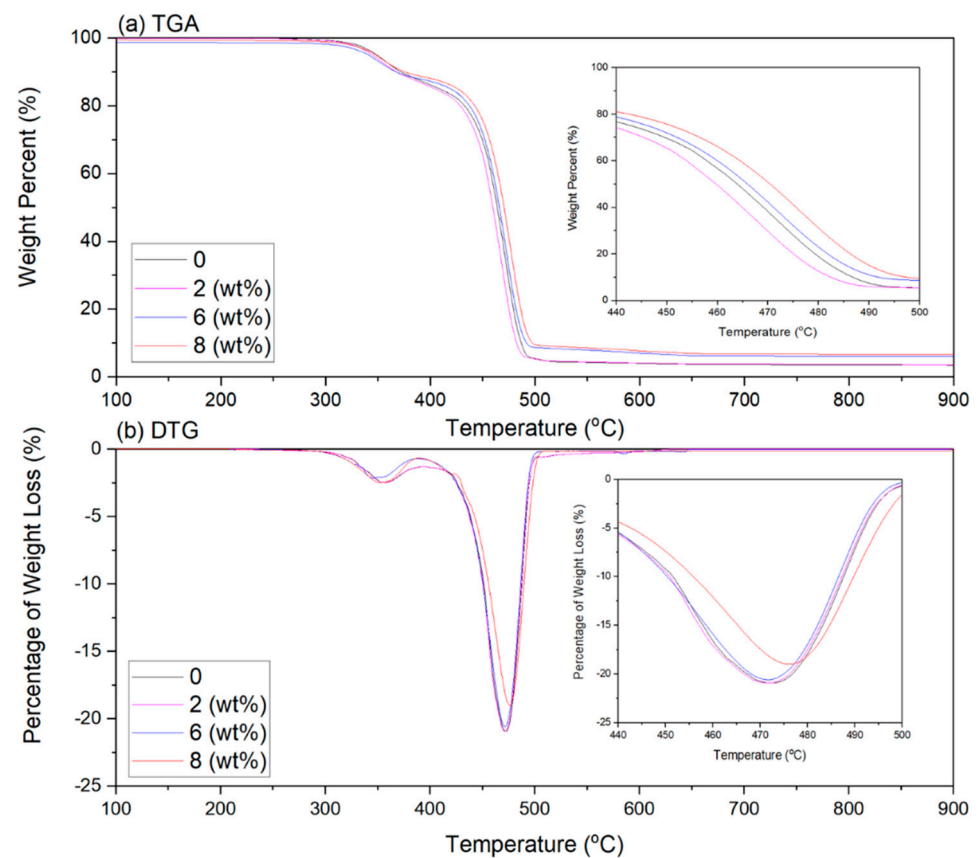 (a) TGA
Weight Percent (%)
100
80
60
40
20
0
0
2 (wt%)
6 (wt%)
8 (wt%)
100 200 300 400 500 600 700 800 900
Temperature (°C)
Weight Percent (%)
100
80
60
40
20
0
440 450 460 470 480 490 500
Temperature (°C)
(b) DTG
Percentage of Weight Loss (%)
0
-5
-10
-15
-20
-25
0
2 (wt%)
6 (wt%)
8 (wt%)
100 200 300 400 500 600 700 800 900
Temperature (°C)
Percentage of Weight Loss (%)
0
-5
-10
-15
-20
-25
440 450 460 470 480 490 500
Temperature (°C)